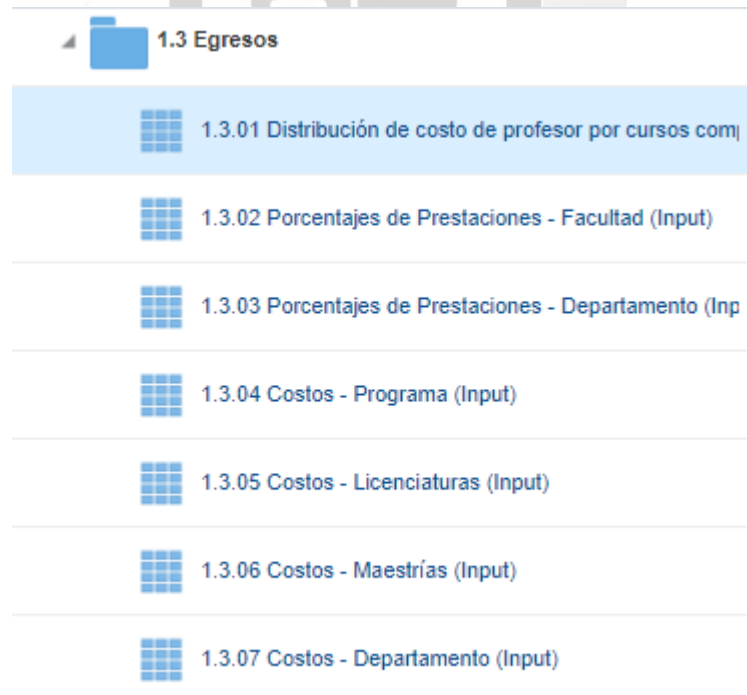 1.3 Egresos
1.3.01 Distribución de costo de profesor por cursos
1.3.02 Porcentajes de Prestaciones - Facultad (Input)
1.3.03 Porcentajes de Prestaciones - Departamento (Inp
1.3.04 Costos - Programa (Input)
1.3.05 Costos - Licenciaturas (Input)
1.3.06 Costos - Maestrías (Input)
1.3.07 Costos - Departamento (Input)